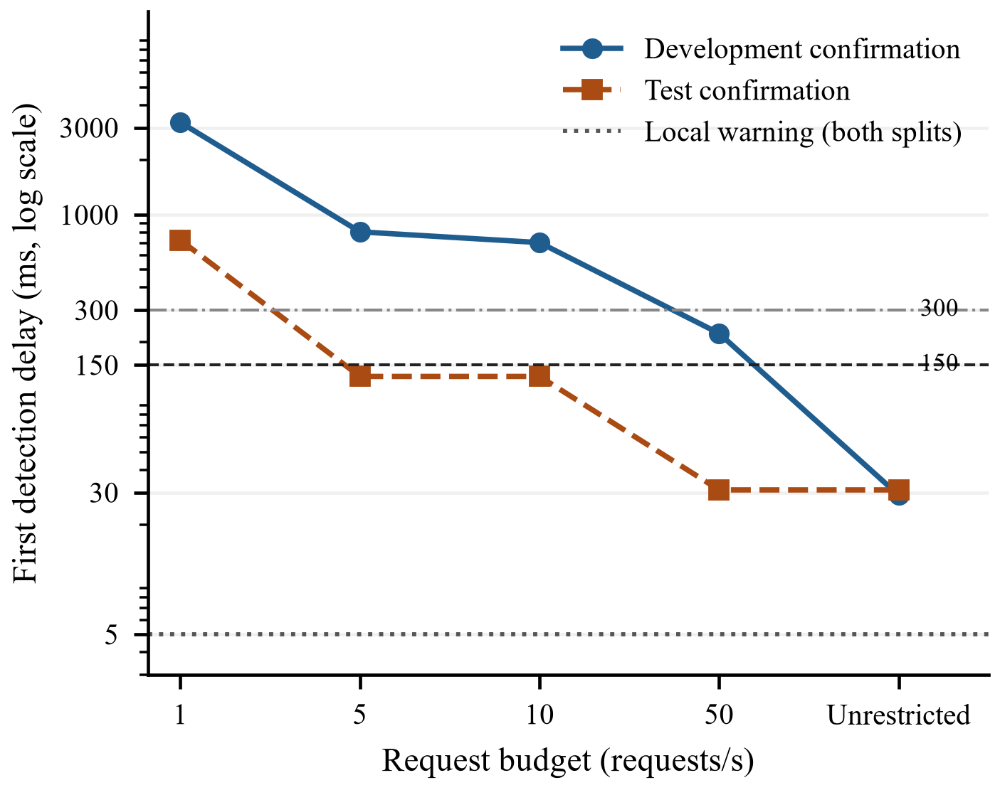 First detection delay (ms, log scale)
3000
1000
300
150
30
5
Development confirmation
Test confirmation
Local warning (both splits)
300
150
1
5
10
50
Unrestricted
Request budget (requests/s)